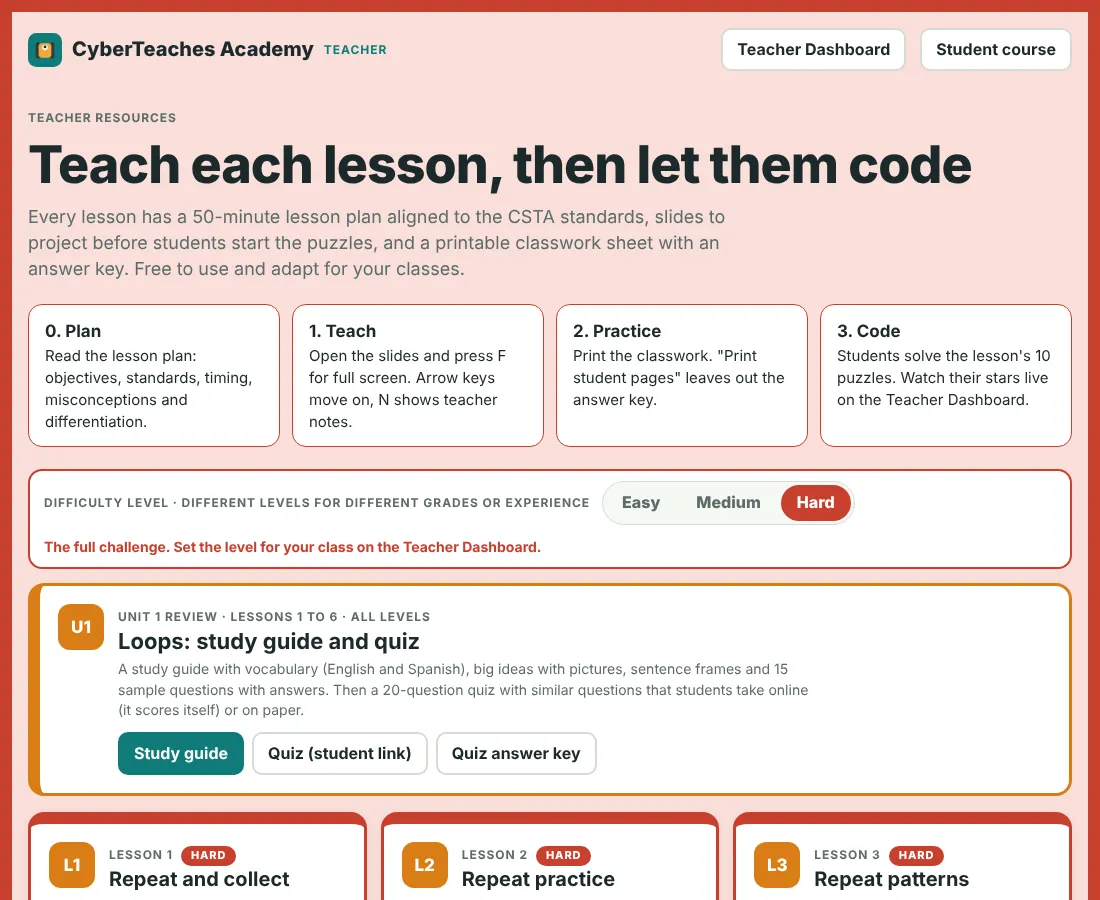 CyberTeaches Academy TEACHER
Teacher Dashboard
Student course
TEACHER RESOURCES
Teach each lesson, then let them code
Every lesson has a 50-minute lesson plan aligned to the CSTA standards, slides to
project before students start the puzzles, and a printable classwork sheet with an
answer key. Free to use and adapt for your classes.
0. Plan
Read the lesson plan:
objectives, standards, timing,
misconceptions and
differentiation.
1. Teach
Open the slides and press F
for full screen. Arrow keys
move on, N shows teacher
notes.
2. Practice
Print the classwork. "Print
student pages" leaves out the
answer key.
3. Code
Students solve the lesson's 10
puzzles. Watch their stars live
on the Teacher Dashboard.
DIFFICULTY LEVEL · DIFFERENT LEVELS FOR DIFFERENT GRADES OR EXPERIENCE
Easy
Medium
Hard
The full challenge. Set the level for your class on the Teacher Dashboard.
U1
UNIT 1 REVIEW · LESSONS 1 TO 6 · ALL LEVELS
Loops: study guide and quiz
A study guide with vocabulary (English and Spanish), big ideas with pictures, sentence frames and 15
sample questions with answers. Then a 20-question quiz with similar questions that students take online
(it scores itself) or on paper.
Study guide
Quiz (student link)
Quiz answer key
L1
LESSON 1 HARD
Repeat and collect
L2
LESSON 2 HARD
Repeat practice
L3
LESSON 3 HARD
Repeat patterns